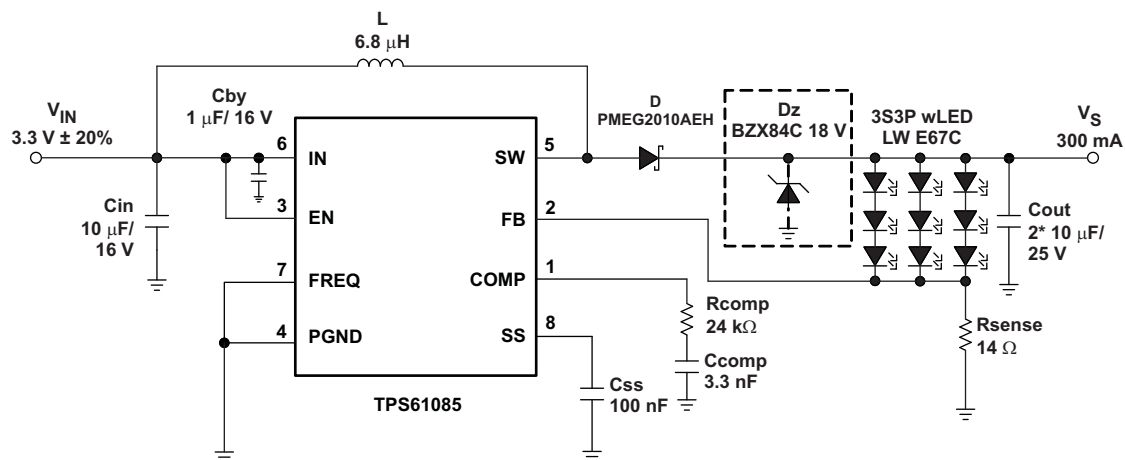 L
6.8 μH
Cby
1 μF/ 16 V
VIN
3.3 V ± 20%
D
PMEG2010AEH
Dz
BZX84C 18 V
3S3P wLED
LW E67C
VS
300 mA
6
IN
SW
5
Cin
10 μF/
16 V
3
EN
FB
2
Cout
2* 10 μF/
25 V
7
FREQ
COMP
1
Rcomp
24 kΩ
Rsense
14 Ω
4
PGND
SS
8
Ccomp
3.3 nF
Css
100 nF
TPS61085